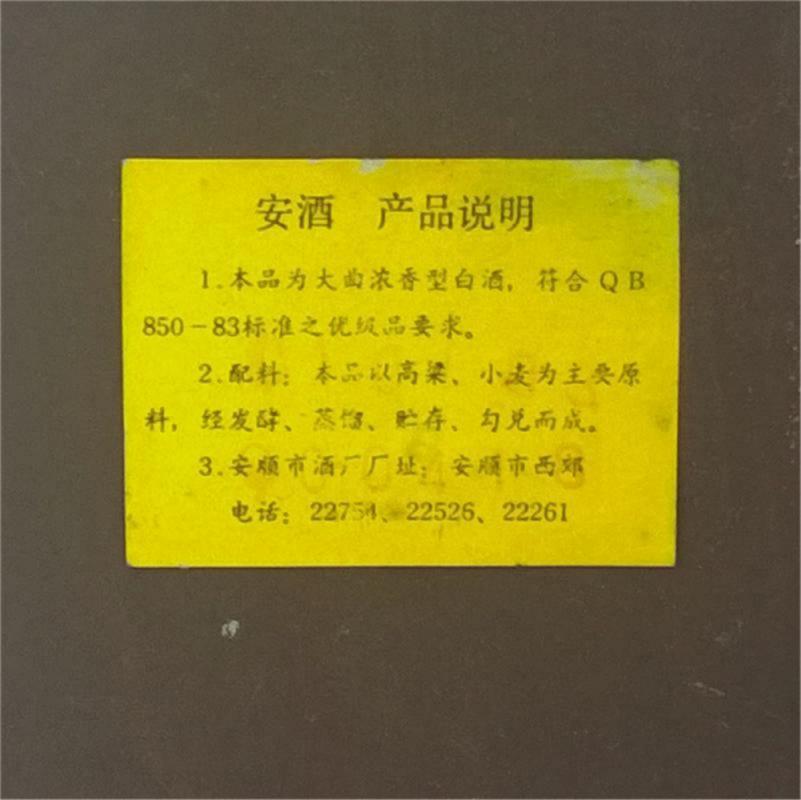 安酒 产品说明
1.本品为大曲浓香型白酒，符合QB
850-83标准之优级品要求。
2.配料：本品以高梁、小麦为主要原
料，经发酵、蒸馏、贮存、勾兑而成。
3.安顺市酒厂厂址：安顺市西郊
电话：22754、22526、22261